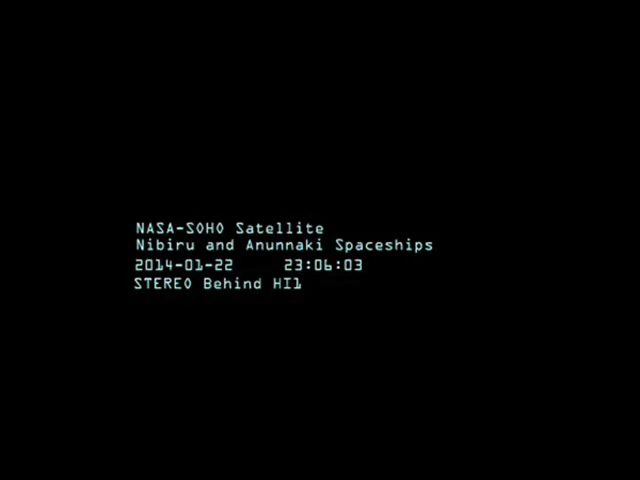 NASA-SOHO Satellite
Nibiru and Anunnaki Spaceships
2014-01-22 23:06:03
STEREO Behind HI1